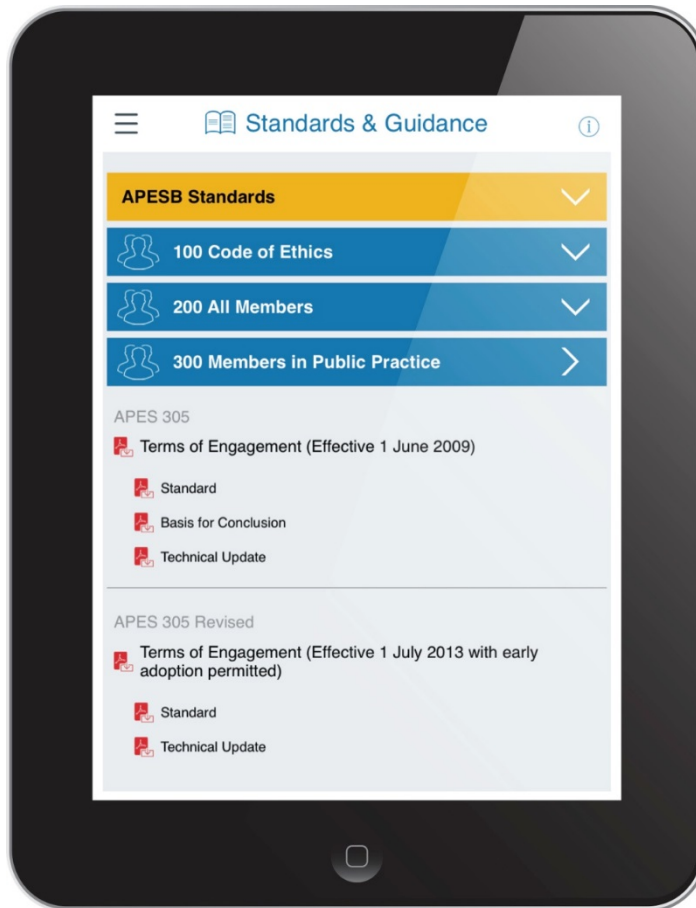 Standards & Guidance
APESB Standards
100 Code of Ethics
200 All Members
300 Members in Public Practice
APES 305
Terms of Engagement (Effective 1 June 2009)
Standard
Basis for Conclusion
Technical Update
APES 305 Revised
Terms of Engagement (Effective 1 July 2013 with early
adoption permitted)
Standard
Technical Update